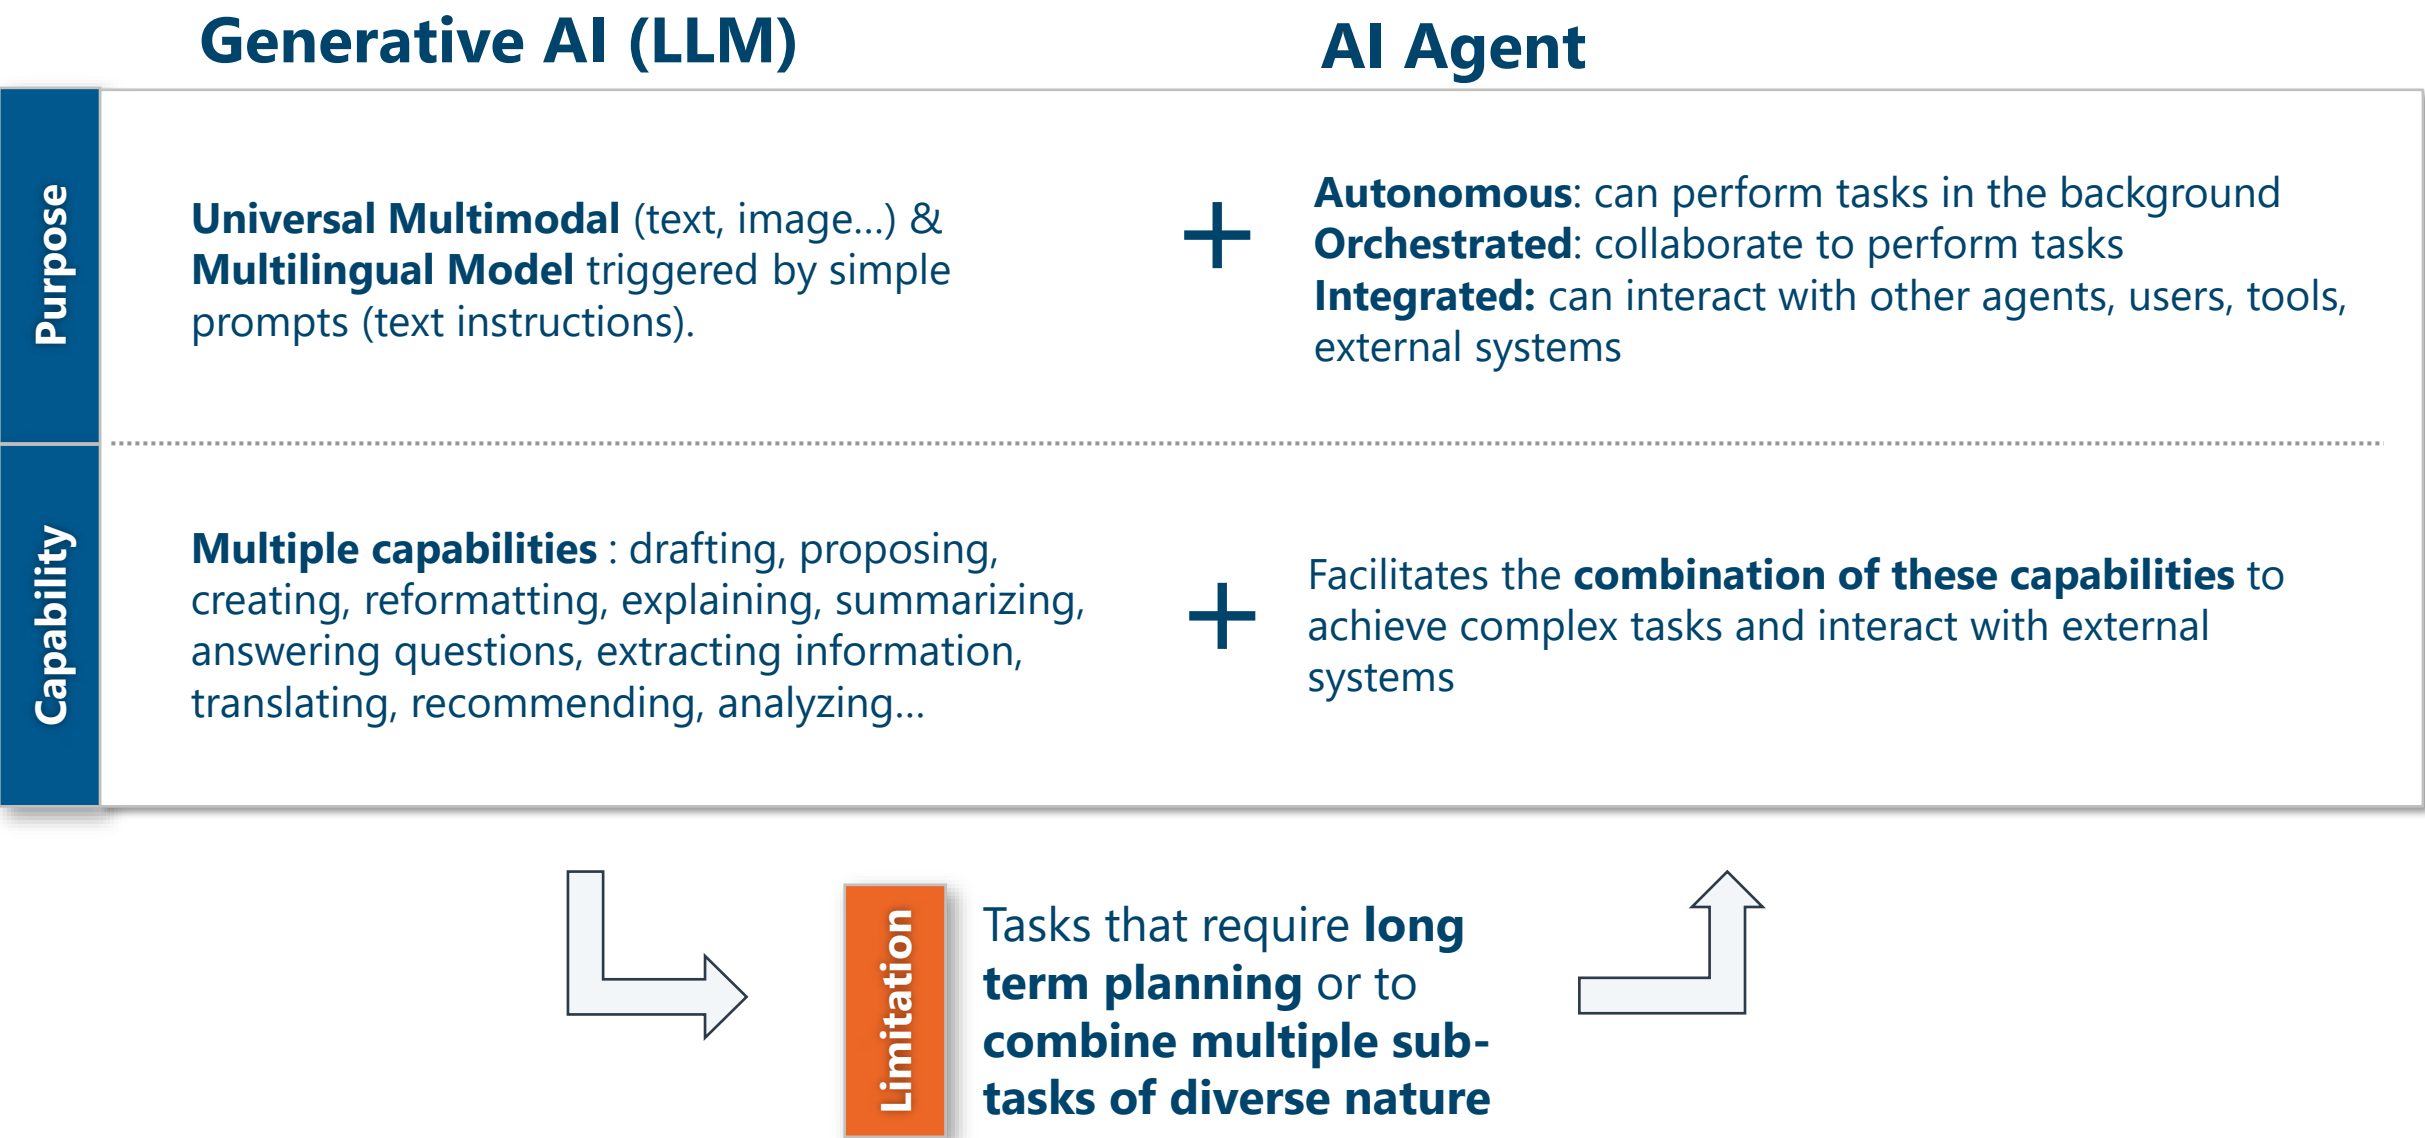 Generative AI (LLM)
AI Agent
Purpose
Universal Multimodal (text, image...) &
Multilingual Model triggered by simple
prompts (text instructions).
+
Autonomous: can perform tasks in the background
Orchestrated: collaborate to perform tasks
Integrated: can interact with other agents, users, tools,
external systems
Capability
Multiple capabilities : drafting, proposing,
creating, reformatting, explaining, summarizing,
answering questions, extracting information,
translating, recommending, analyzing...
+
Facilitates the combination of these capabilities to
achieve complex tasks and interact with external
systems
Limitation
Tasks that require long
term planning or to
combine multiple sub-
tasks of diverse nature